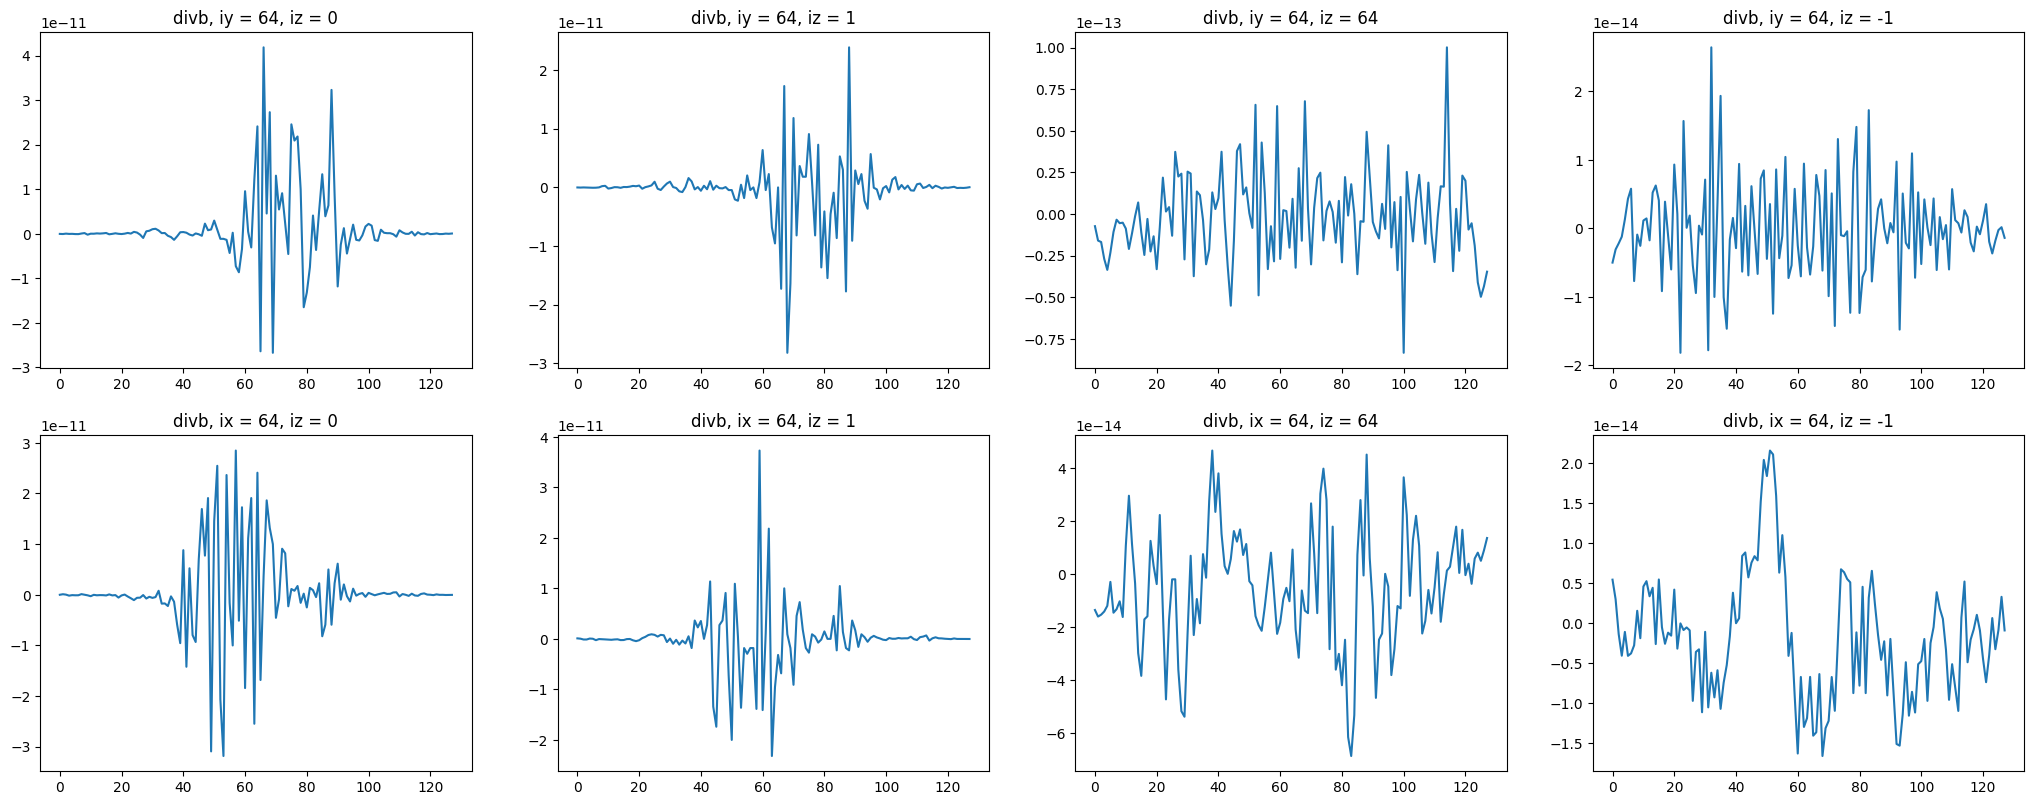 divb, iy = 64, iz = 0
1e−11
4
3
2
1
0
−1
−2
−3
0 20 40 60 80 100 120
divb, iy = 64, iz = 1
1e−11
2
1
0
−1
−2
−3
0 20 40 60 80 100 120
divb, iy = 64, iz = 64
1e−13
1.00
0.75
0.50
0.25
0.00
−0.25
−0.50
−0.75
0 20 40 60 80 100 120
divb, iy = 64, iz = -1
1e−14
2
1
0
−1
−2
0 20 40 60 80 100 120
divb, ix = 64, iz = 0
1e−11
3
2
1
0
−1
−2
−3
0 20 40 60 80 100 120
divb, ix = 64, iz = 1
1e−11
4
3
2
1
0
−1
−2
0 20 40 60 80 100 120
divb, ix = 64, iz = 64
1e−14
4
2
0
−2
−4
−6
0 20 40 60 80 100 120
divb, ix = 64, iz = -1
1e−14
2.0
1.5
1.0
0.5
0.0
−0.5
−1.0
−1.5
0 20 40 60 80 100 120